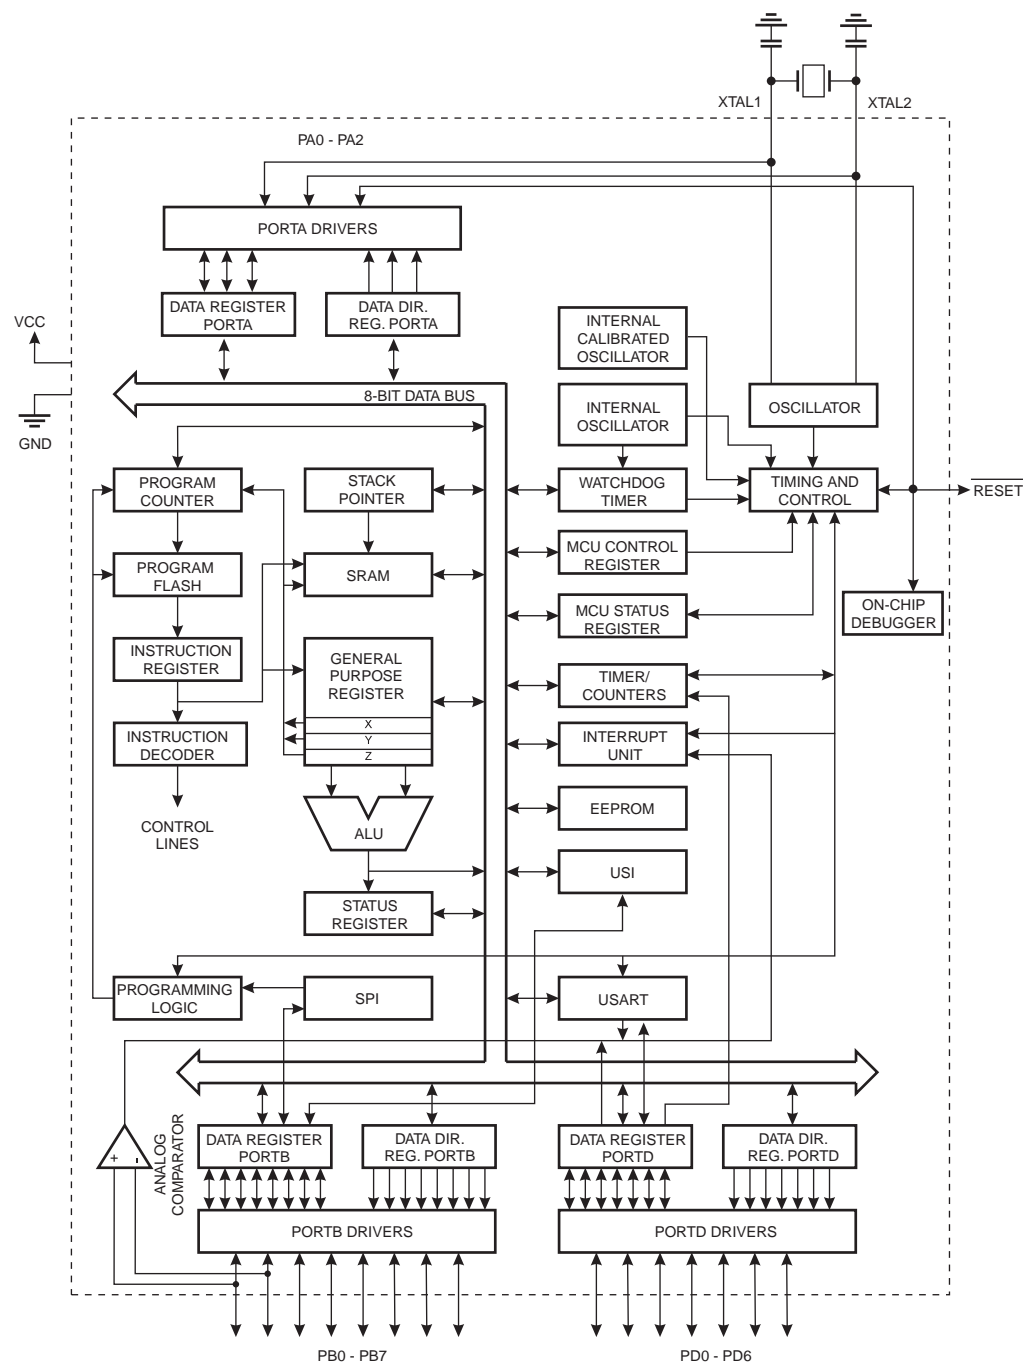 XTAL1
XTAL2
PA0 - PA2
PORTA DRIVERS
DATA REGISTER
PORTA
DATA DIR.
REG. PORTA
VCC
GND
INTERNAL
CALIBRATED
OSCILLATOR
8-BIT DATA BUS
INTERNAL
OSCILLATOR
OSCILLATOR
PROGRAM
COUNTER
STACK
POINTER
WATCHDOG
TIMER
TIMING AND
CONTROL
RESET
PROGRAM
FLASH
SRAM
MCU CONTROL
REGISTER
MCU STATUS
REGISTER
ON-CHIP
DEBUGGER
INSTRUCTION
REGISTER
GENERAL
PURPOSE
REGISTER
X
Y
Z
TIMER/
COUNTERS
INSTRUCTION
DECODER
INTERRUPT
UNIT
CONTROL
LINES
ALU
EEPROM
USI
STATUS
REGISTER
PROGRAMMING
LOGIC
SPI
USART
+
-
ANALOG
COMPARATOR
DATA REGISTER
PORTB
DATA DIR.
REG. PORTB
DATA REGISTER
PORTD
DATA DIR.
REG. PORTD
PORTB DRIVERS
PORTD DRIVERS
PB0 - PB7
PD0 - PD6